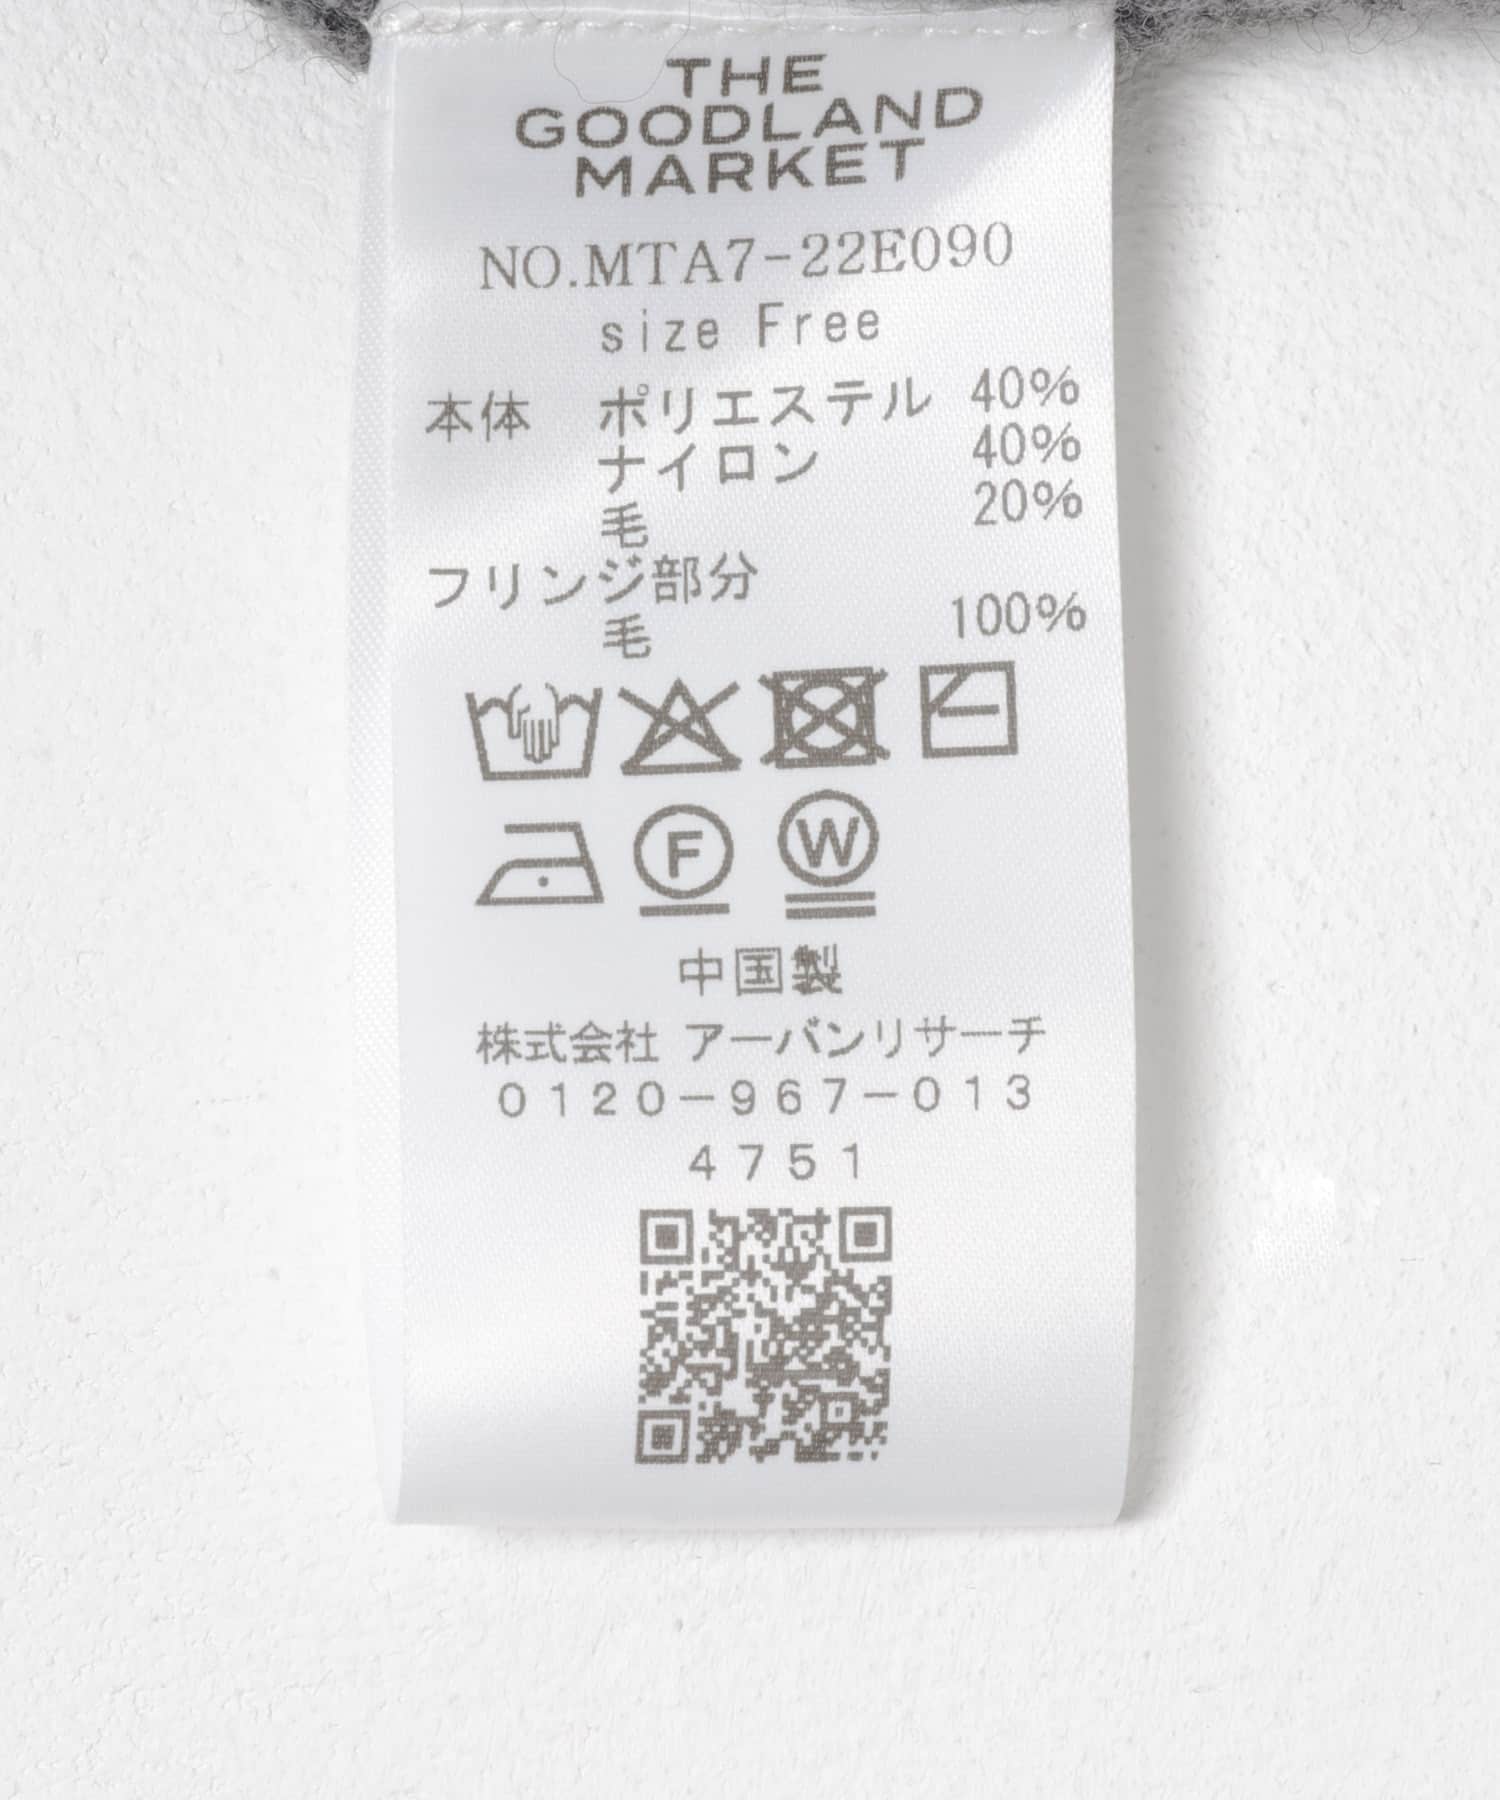 THE
GOODLAND
MARKET
NO.MTA7-22E090
size Free
本体 ポリエステル 40%
ナイロン 40%
毛 20%
フリンジ部分
毛 100%
F W
中国製
株式会社 アーバンリサーチ
0120-967-013
4751